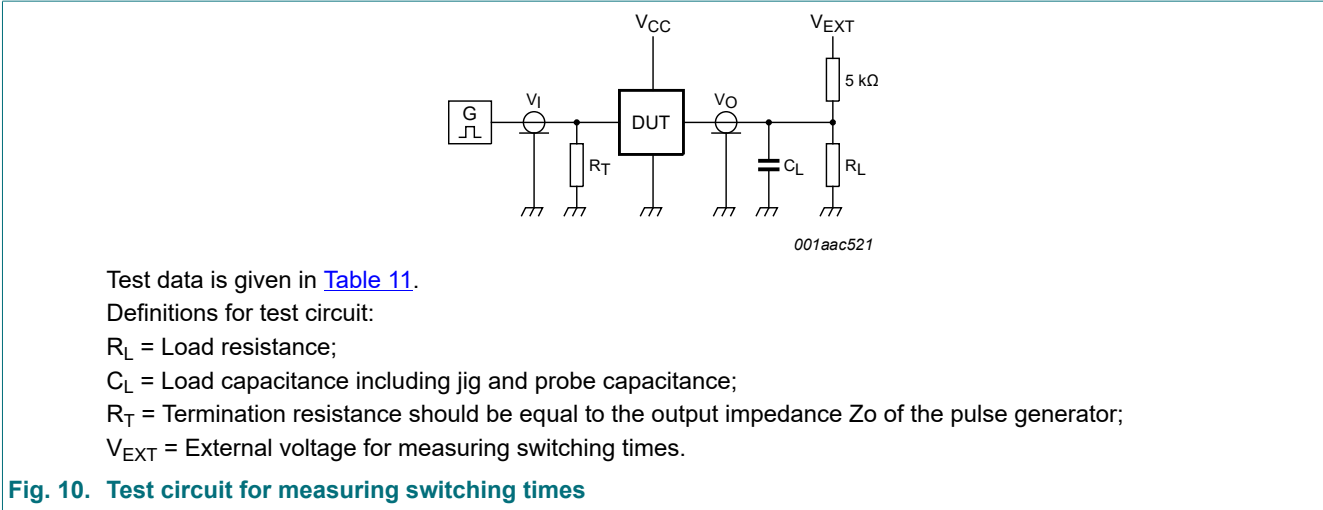 VCC
VEXT
5 kΩ
G
VI
DUT
VO
RT
CL
RL
001aac521
Test data is given in Table 11.
Definitions for test circuit:
RL = Load resistance;
CL = Load capacitance including jig and probe capacitance;
RT = Termination resistance should be equal to the output impedance Zo of the pulse generator;
VEXT = External voltage for measuring switching times.
Fig. 10. Test circuit for measuring switching times